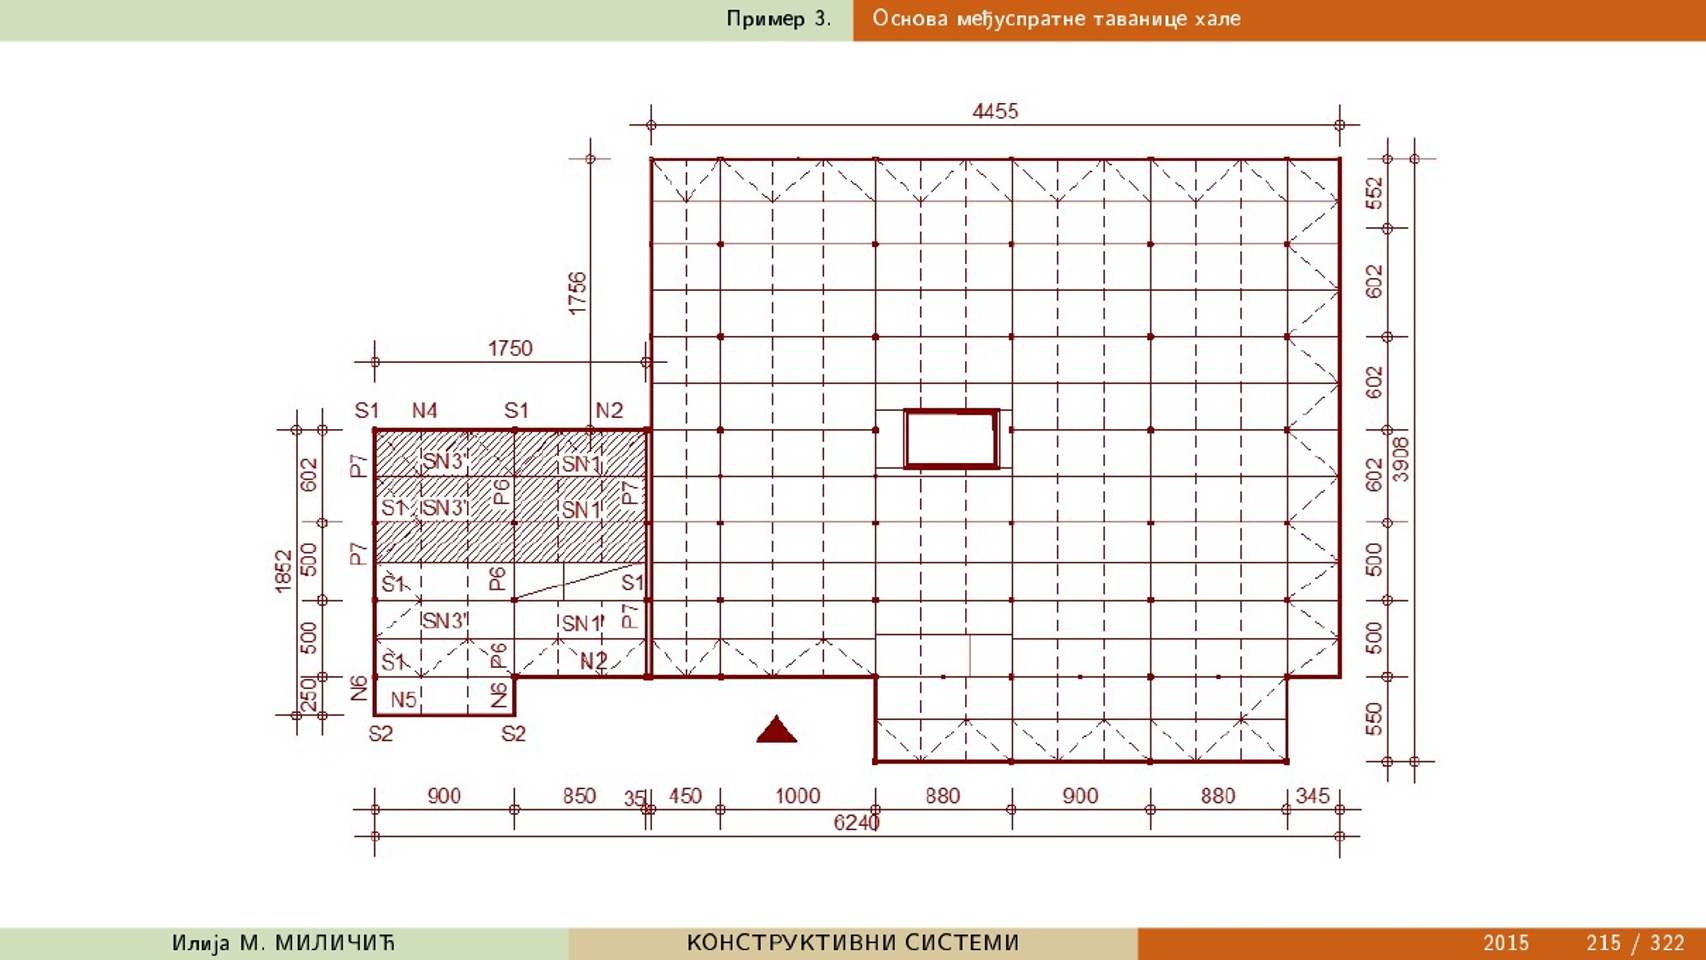 Пример 3.
Основа међуспратне таванице хале
4455
552
1756
602
1750
602
S1 N4 S1 N2
P7 SN3' SN1
602 P6 P7 602 3908
S1 SN3' SN1
1852 500 P7 500
S1 P6 S1
SN3' SN1' P7
500 500
S1 P6 N2
250 N6 N5 N6
550
S2 S2
900 850 35 450 1000 880 900 880 345
6240
Илија М. МИЛИЧИЋ
КОНСТРУКТИВНИ СИСТЕМИ
2015 215 / 322